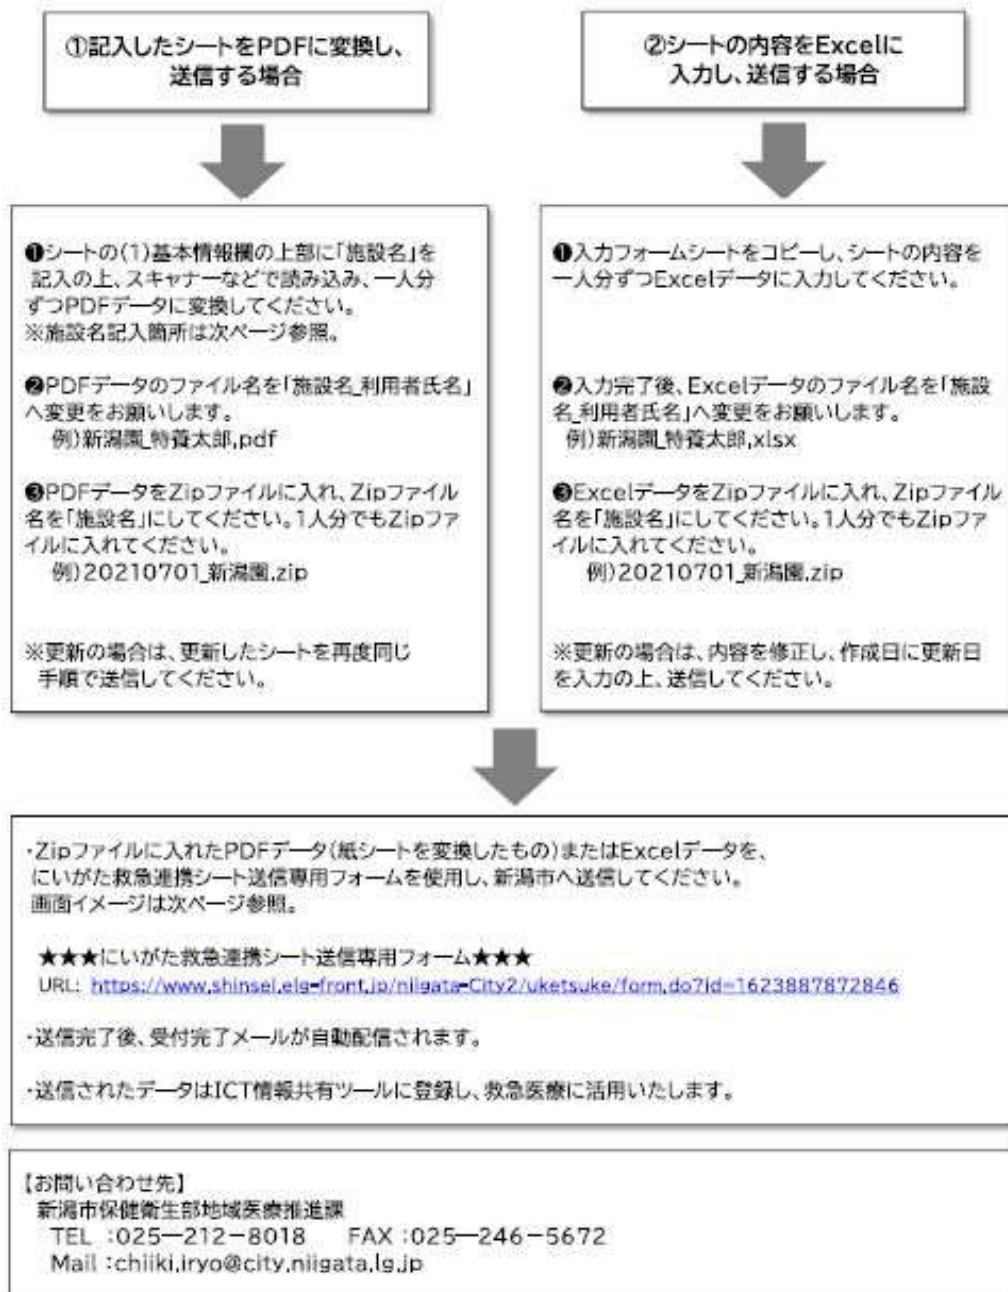 ①記入したシートをPDFに変換し、
送信する場合
②シートの内容をExcelに
入力し、送信する場合
❶シートの(1)基本情報欄の上部に「施設名」を
記入の上、スキャナーなどで読み込み、一人分
ずつPDFデータに変換してください。
※施設名記入箇所は次ページ参照。
❷PDFデータのファイル名を「施設名_利用者氏名」
へ変更をお願いします。
例)新潟園_特養太郎.pdf
❸PDFデータをZipファイルに入れ、Zipファイル
名を「施設名」にしてください。1人分でもZipファ
イルに入れてください。
例)20210701_新潟園.zip
※更新の場合は、更新したシートを再度同じ
手順で送信してください。
❶入力フォームシートをコピーし、シートの内容を
一人分ずつExcelデータに入力してください。
❷入力完了後、Excelデータのファイル名を「施設
名_利用者氏名」へ変更をお願いします。
例)新潟園_特養太郎.xlsx
❸ExcelデータをZipファイルに入れ、Zipファイル
名を「施設名」にしてください。1人分でもZipファ
イルに入れてください。
例)20210701_新潟園.zip
※更新の場合は、内容を修正し、作成日に更新日
を入力の上、送信してください。
・Zipファイルに入れたPDFデータ(紙シートを変換したもの)またはExcelデータを、
にいがた救急連携シート送信専用フォームを使用し、新潟市へ送信してください。
画面イメージは次ページ参照。
★★★にいがた救急連携シート送信専用フォーム★★★
URL: https://www.shinsei.elg-front.jp/niigata-City2/uketsuke/form.do?id=1623887872846
・送信完了後、受付完了メールが自動配信されます。
・送信されたデータはICT情報共有ツールに登録し、救急医療に活用いたします。
【お問い合わせ先】
新潟市保健衛生部地域医療推進課
TEL :025―212－8018 FAX :025―246－5672
Mail :chiiki.iryo@city.niigata.lg.jp